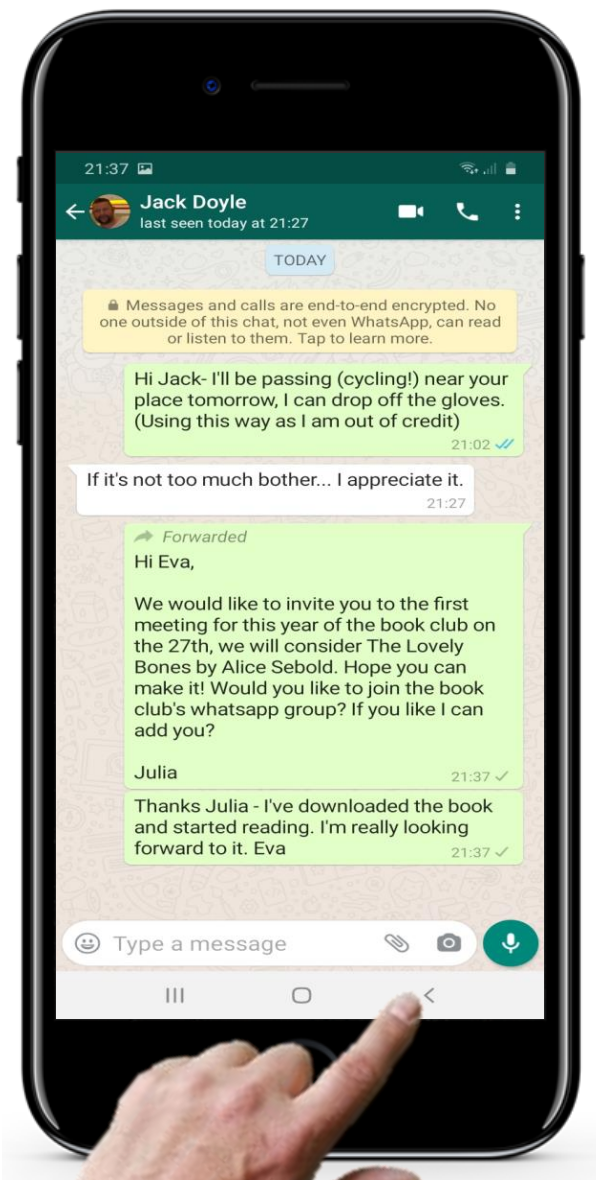 21:37
Jack Doyle
last seen today at 21:27
TODAY
Messages and calls are end-to-end encrypted. No
one outside of this chat, not even WhatsApp, can read
or listen to them. Tap to learn more.
Hi Jack- I'll be passing (cycling!) near your
place tomorrow, I can drop off the gloves.
(Using this way as I am out of credit)
21:02
If it's not too much bother... I appreciate it.
21:27
Forwarded
Hi Eva,
We would like to invite you to the first
meeting for this year of the book club on
the 27th, we will consider The Lovely
Bones by Alice Sebold. Hope you can
make it! Would you like to join the book
club's whatsapp group? If you like I can
add you?
Julia
21:37
Thanks Julia - I've downloaded the book
and started reading. I'm really looking
forward to it. Eva
21:37
Type a message